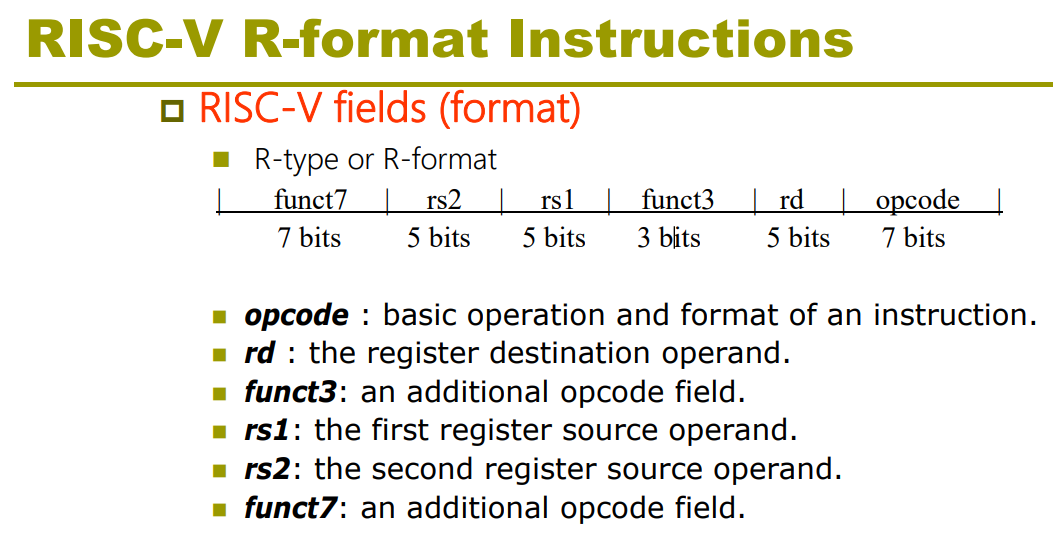 RISC-V R-format Instructions
RISC-V fields (format)
R-type or R-format
| funct7 | rs2 | rs1 | funct3 | rd | opcode |
7 bits 5 bits 5 bits 3 bits 5 bits 7 bits
opcode : basic operation and format of an instruction.
rd : the register destination operand.
funct3: an additional opcode field.
rs1: the first register source operand.
rs2: the second register source operand.
funct7: an additional opcode field.